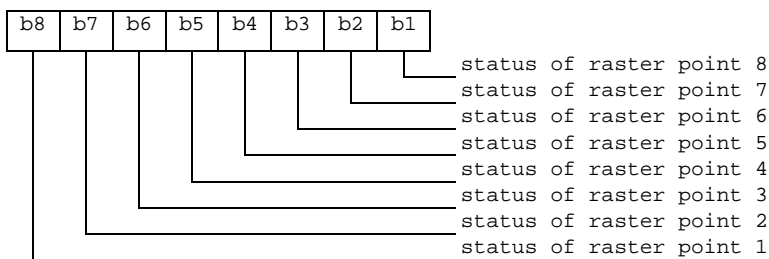 b8 b7 b6 b5 b4 b3 b2 b1
status of raster point 8
status of raster point 7
status of raster point 6
status of raster point 5
status of raster point 4
status of raster point 3
status of raster point 2
status of raster point 1